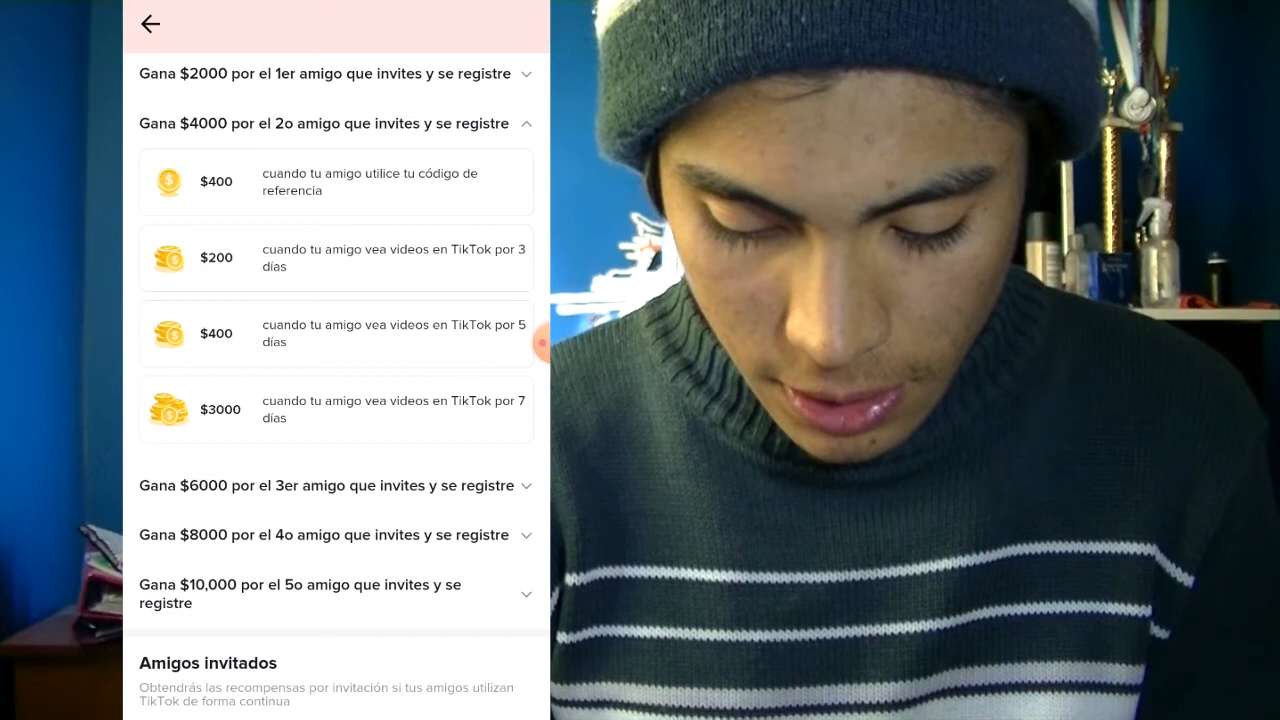 Gana $2000 por el 1er amigo que invites y se registre
Gana $4000 por el 2o amigo que invites y se registre
$400
cuando tu amigo utilice tu código de
referencia
$200
cuando tu amigo vea videos en TikTok por 3
días
$400
cuando tu amigo vea videos en TikTok por 5
días
$3000
cuando tu amigo vea videos en TikTok por 7
días
Gana $6000 por el 3er amigo que invites y se registre
Gana $8000 por el 4o amigo que invites y se registre
Gana $10,000 por el 5o amigo que invites y se
registre
Amigos invitados
Obtendrás las recompensas por invitación si tus amigos utilizan
TikTok de forma continua